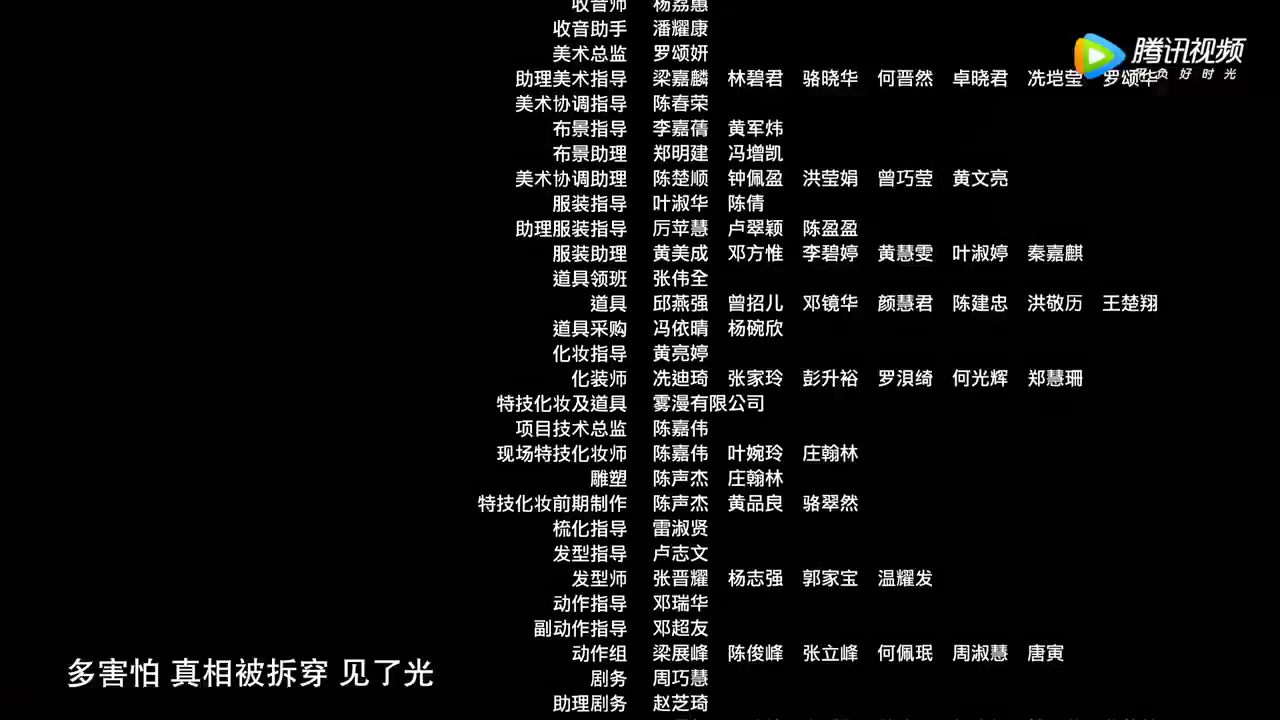 收音师 杨荔蕙
收音助手 潘耀康
美术总监 罗颂妍
腾讯视频
助理美术指导 梁嘉麟 林碧君 骆晓华 何晋然 卓晓君 冼垲莹 罗颂华
好时光
美术协调指导 陈春荣
布景指导 李嘉蒨 黄军炜
布景助理 郑明建 冯增凯
美术协调助理 陈楚顺 钟佩盈 洪莹娟 曾巧莹 黄文亮
服装指导 叶淑华 陈倩
助理服装指导 厉苹慧 卢翠颖 陈盈盈
服装助理 黄美成 邓方惟 李碧婷 黄慧雯 叶淑婷 秦嘉麒
道具领班 张伟全
道具 邱燕强 曾招儿 邓镜华 颜慧君 陈建忠 洪敬历 王楚翔
道具采购 冯依晴 杨碗欣
化妆指导 黄亮婷
化装师 冼迪琦 张家玲 彭升裕 罗浿绮 何光辉 郑慧珊
特技化妆及道具 雾漫有限公司
项目技术总监 陈嘉伟
现场特技化妆师 陈嘉伟 叶婉玲 庄翰林
雕塑 陈声杰 庄翰林
特技化妆前期制作 陈声杰 黄品良 骆翠然
梳化指导 雷淑贤
发型指导 卢志文
发型师 张晋耀 杨志强 郭家宝 温耀发
动作指导 邓瑞华
副动作指导 邓超友
动作组 梁展峰 陈俊峰 张立峰 何佩珉 周淑慧 唐寅
多害怕 真相被拆穿 见了光
剧务 周巧慧
助理剧务 赵芝琦